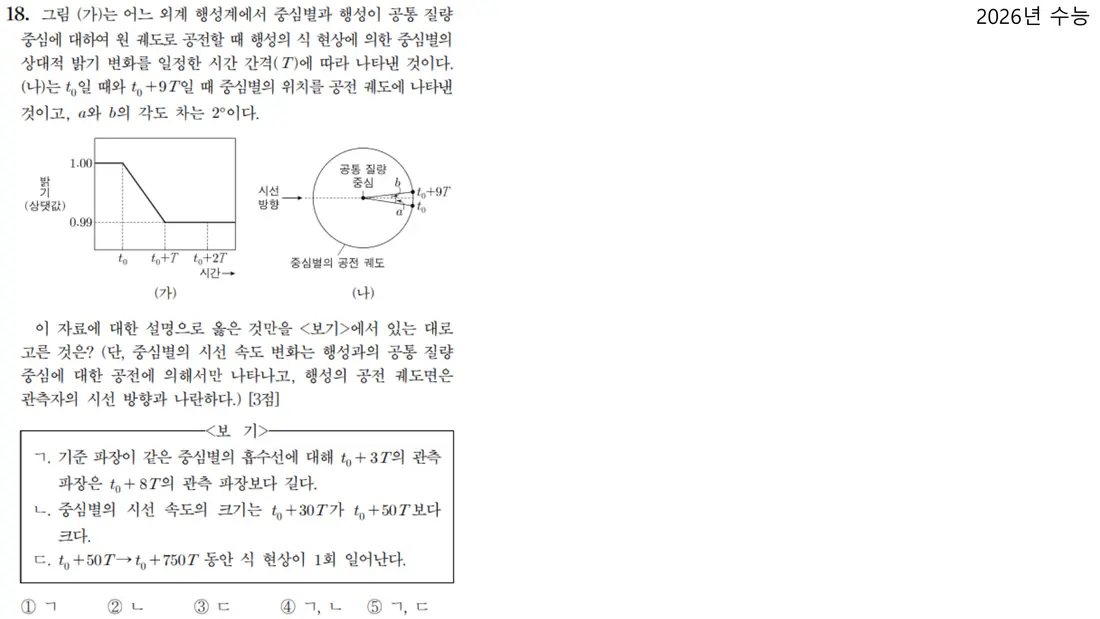 2026년 수능
18. 그림 (가)는 어느 외계 행성계에서 중심별과 행성이 공통 질량
중심에 대하여 원 궤도로 공전할 때 행성의 식 현상에 의한 중심별의
상대적 밝기 변화를 일정한 시간 간격(T)에 따라 나타낸 것이다.
(나)는 t₀일 때와 t₀+9T일 때 중심별의 위치를 공전 궤도에 나타낸
것이고, a와 b의 각도 차는 2°이다.
밝
기
(상댓값)
1.00
0.99
t₀ t₀+T t₀+2T
시간→
(가)
시선
방향
공통 질량
중심
b
a
t₀+9T
t₀
중심별의 공전 궤도
(나)
이 자료에 대한 설명으로 옳은 것만을 <보기>에서 있는 대로
고른 것은? (단, 중심별의 시선 속도 변화는 행성과의 공통 질량
중심에 대한 공전에 의해서만 나타나고, 행성의 공전 궤도면은
관측자의 시선 방향과 나란하다.) [3점]
<보 기>
ㄱ. 기준 파장이 같은 중심별의 흡수선에 대해 t₀+3T의 관측
파장은 t₀+8T의 관측 파장보다 길다.
ㄴ. 중심별의 시선 속도의 크기는 t₀+30T가 t₀+50T보다
크다.
ㄷ. t₀+50T→t₀+750T 동안 식 현상이 1회 일어난다.
① ㄱ ② ㄴ ③ ㄷ ④ ㄱ, ㄴ ⑤ ㄱ, ㄷ